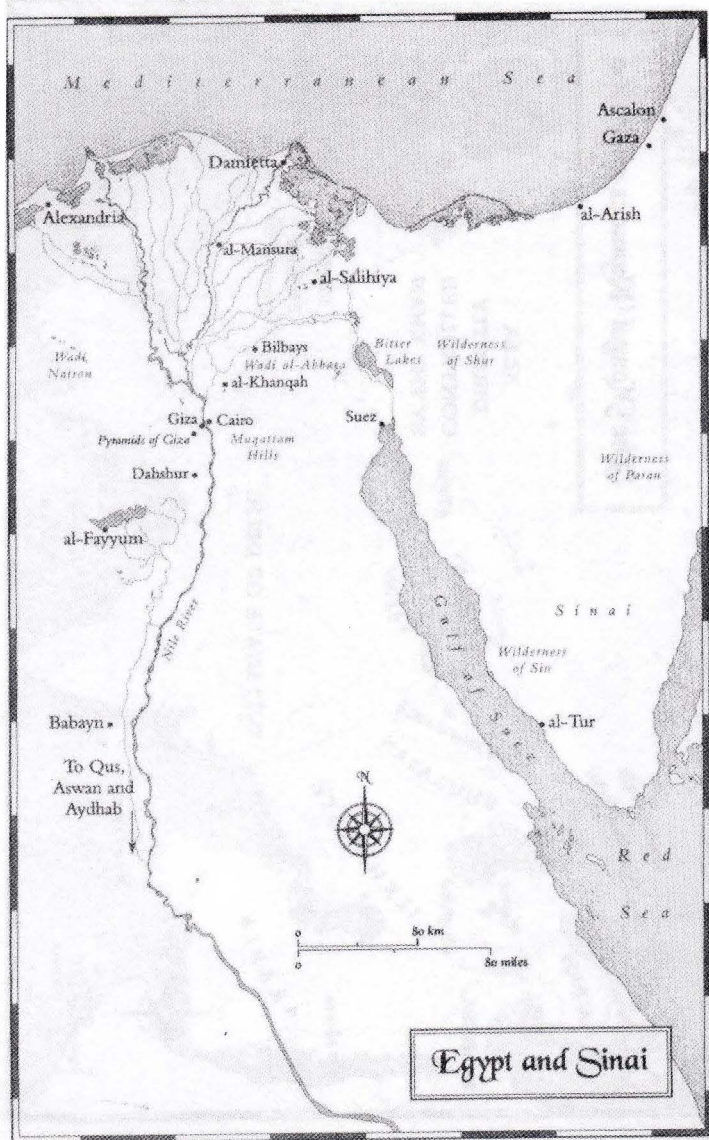 Mediterranean Sea
Ascalon
Gaza
Damietta
Alexandria
al-Arish
al-Mansura
al-Salihiya
Bilbays
Wadi al-Abbasa
Bitter
Lakes
Wilderness
of Shur
Wadi
Natron
al-Khanqah
Giza
Cairo
Suez
Pyramids of Giza
Muqattam
Hills
Dahshur
Wilderness
of Paran
al-Fayyum
Nile River
Gulf of Suez
Sinai
Wilderness
of Sin
Babayn
al-Tur
To Qus,
Aswan and
Aydhab
N
Red
Sea
0 80 km
0 80 miles
Egypt and Sinai